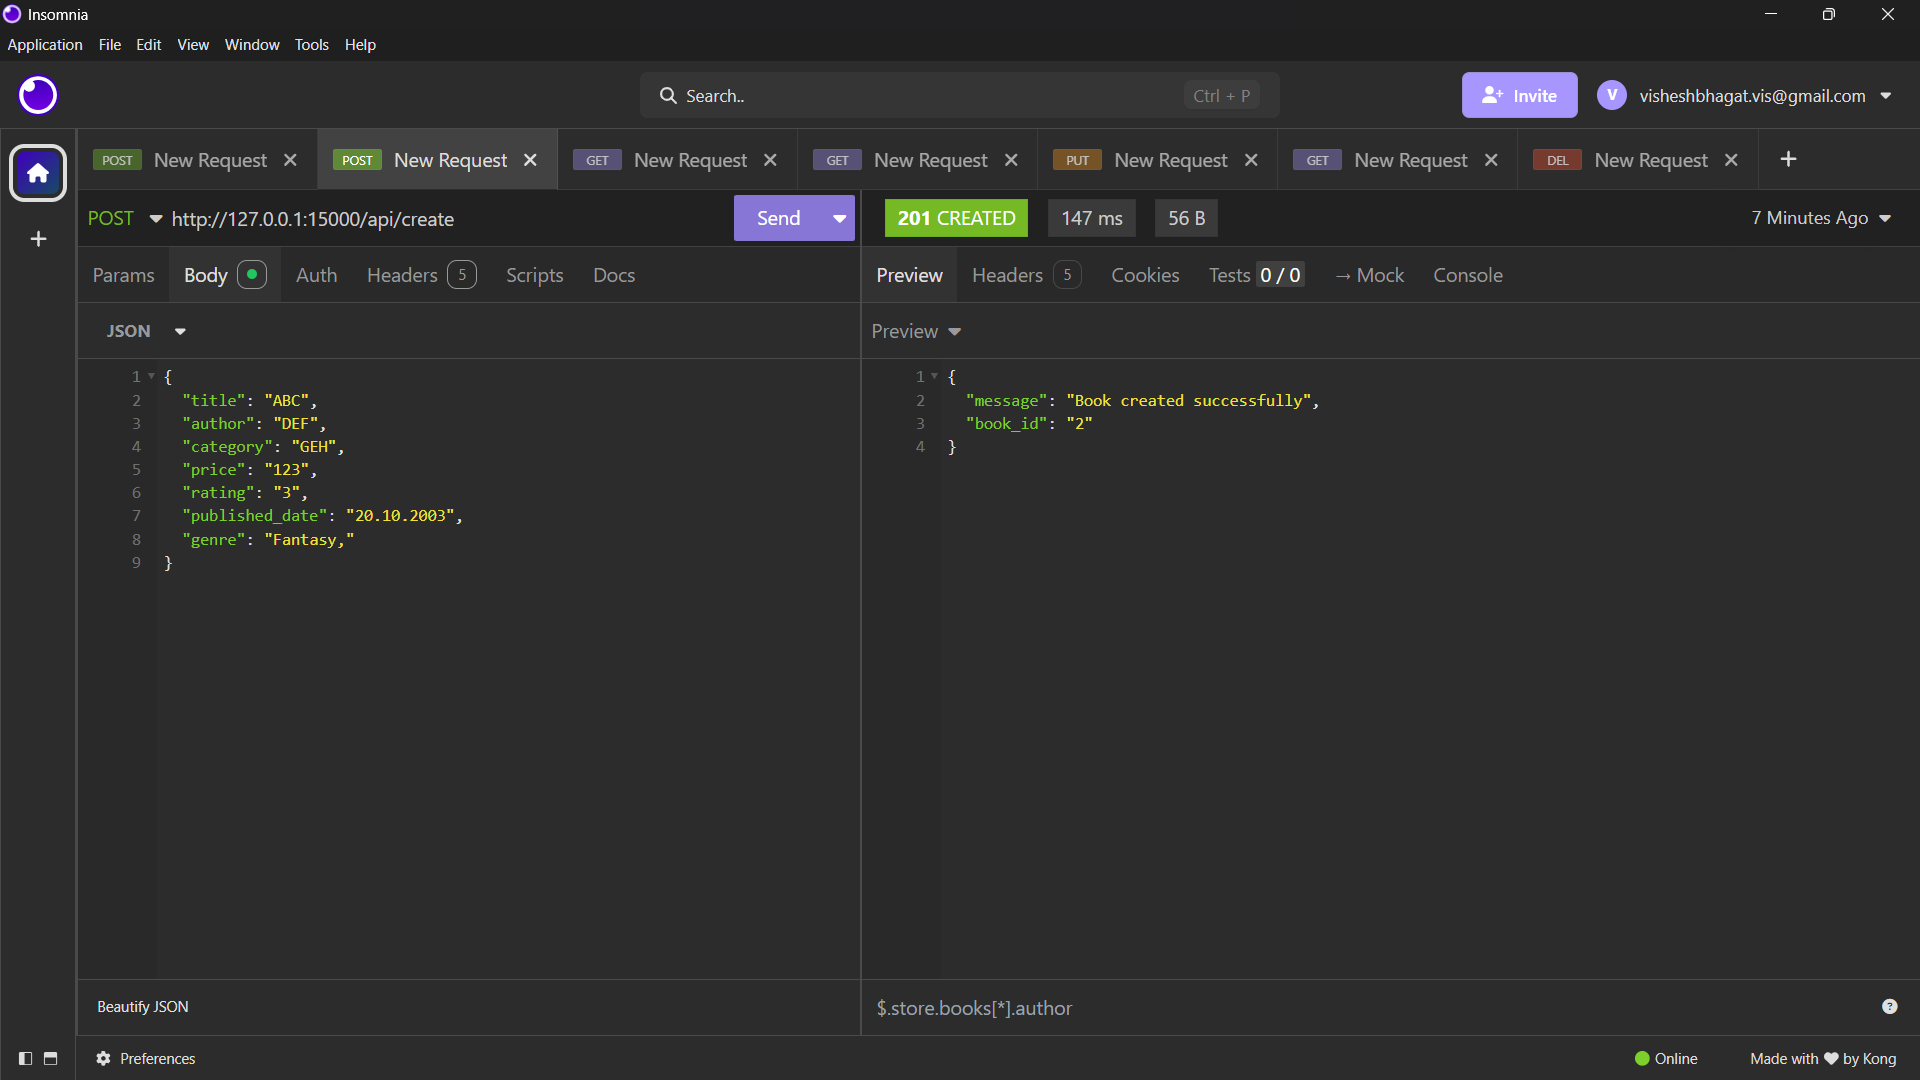 Insomnia
Application File Edit View Window Tools Help
Search.. Ctrl + P Invite V visheshbhagat.vis@gmail.com
POST New Request POST New Request GET New Request GET New Request PUT New Request GET New Request DEL New Request
POST http://127.0.0.1:15000/api/create Send 201 CREATED 147 ms 56 B 7 Minutes Ago
Params Body Auth Headers 5 Scripts Docs Preview Headers 5 Cookies Tests 0 / 0 → Mock Console
JSON Preview
1 {
2 "title": "ABC",
3 "author": "DEF",
4 "category": "GEH",
5 "price": "123",
6 "rating": "3",
7 "published_date": "20.10.2003",
8 "genre": "Fantasy,"
9 }
1 {
2 "message": "Book created successfully",
3 "book_id": "2"
4 }
Beautify JSON $.store.books[*].author ?
Preferences Online Made with ♥ by Kong